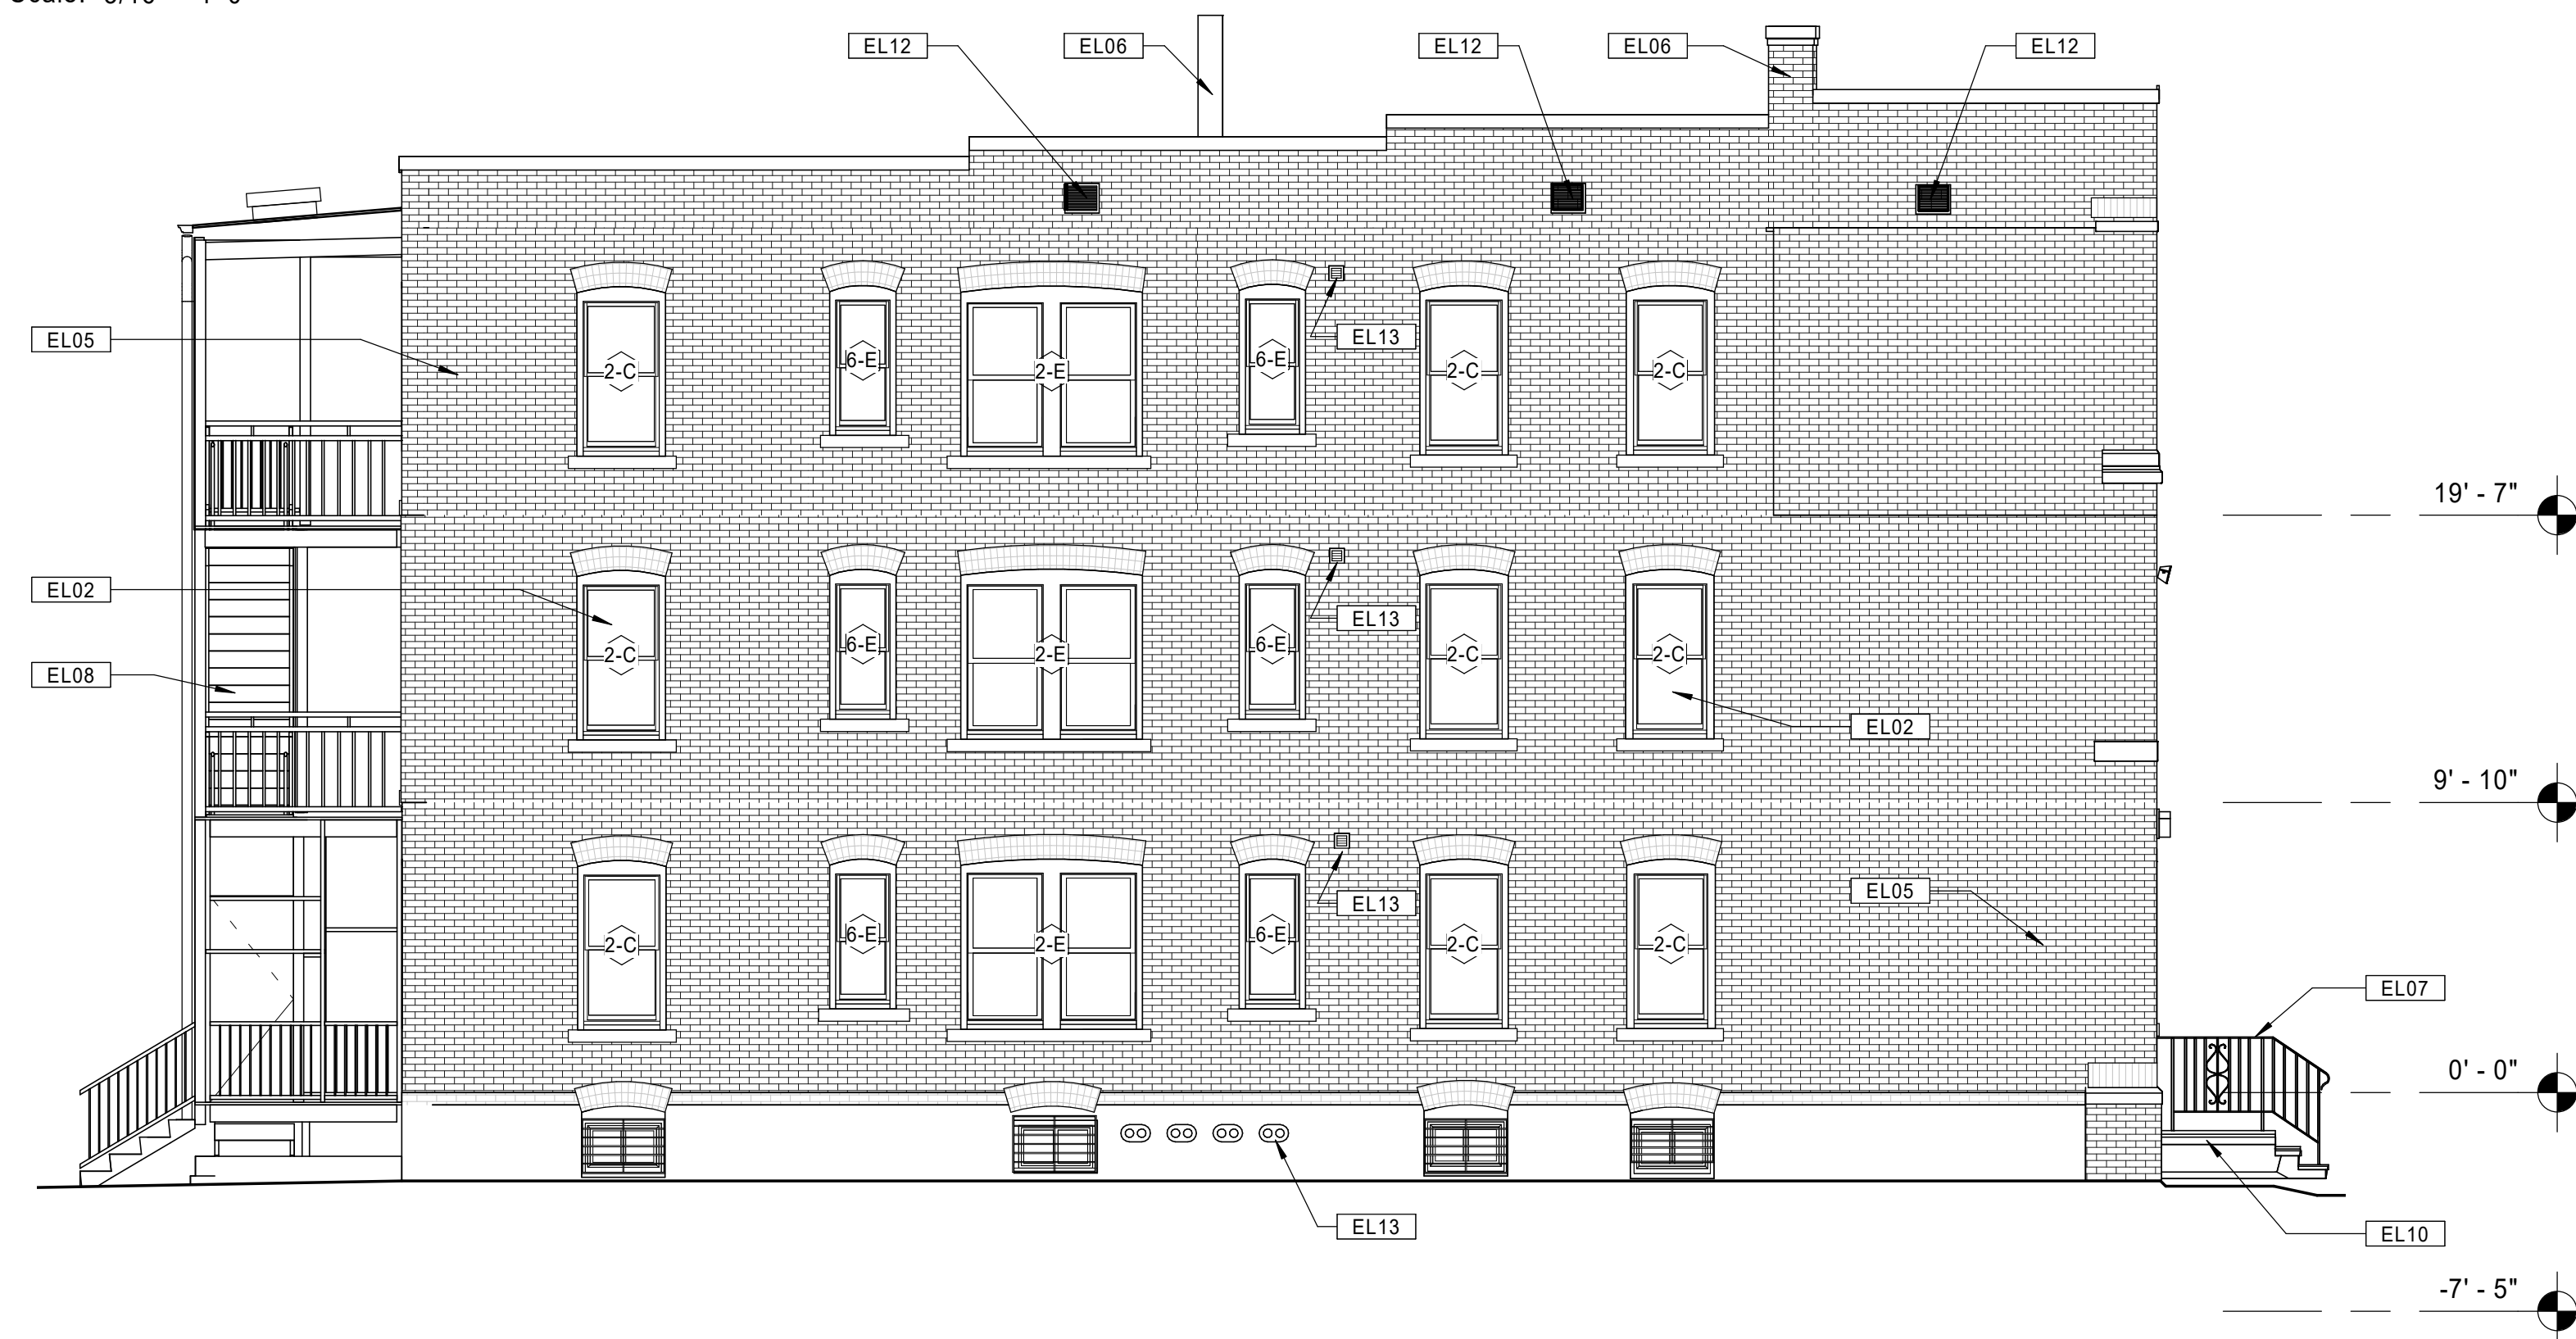 EL12
EL06
EL12
EL06
EL12
EL05
EL13
2-C
6-E
2-E
6-E
2-C
2-C
19' - 7"
EL02
EL13
2-C
6-E
2-E
6-E
2-C
2-C
EL08
EL02
9' - 10"
EL13
EL05
2-C
6-E
2-E
6-E
2-C
2-C
EL07
0' - 0"
EL13
EL10
-7' - 5"